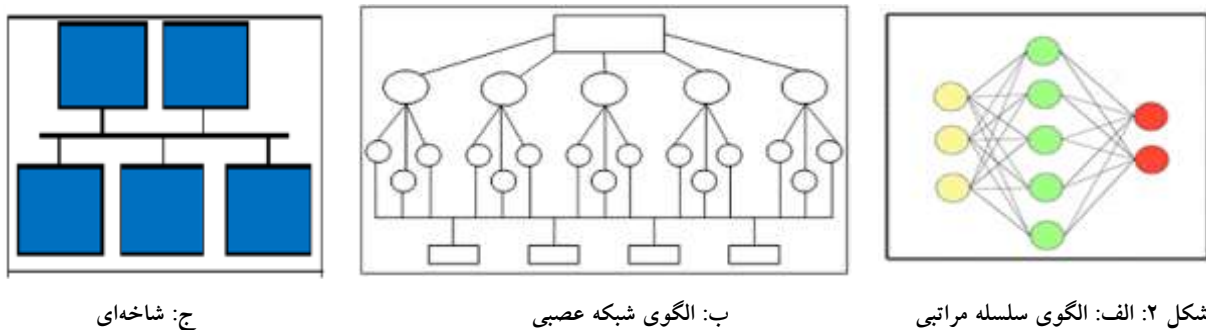 شکل ۲: الف: الگوی سلسله مراتبی
ب: الگوی شبکه عصبی
ج: شاخه‌ای